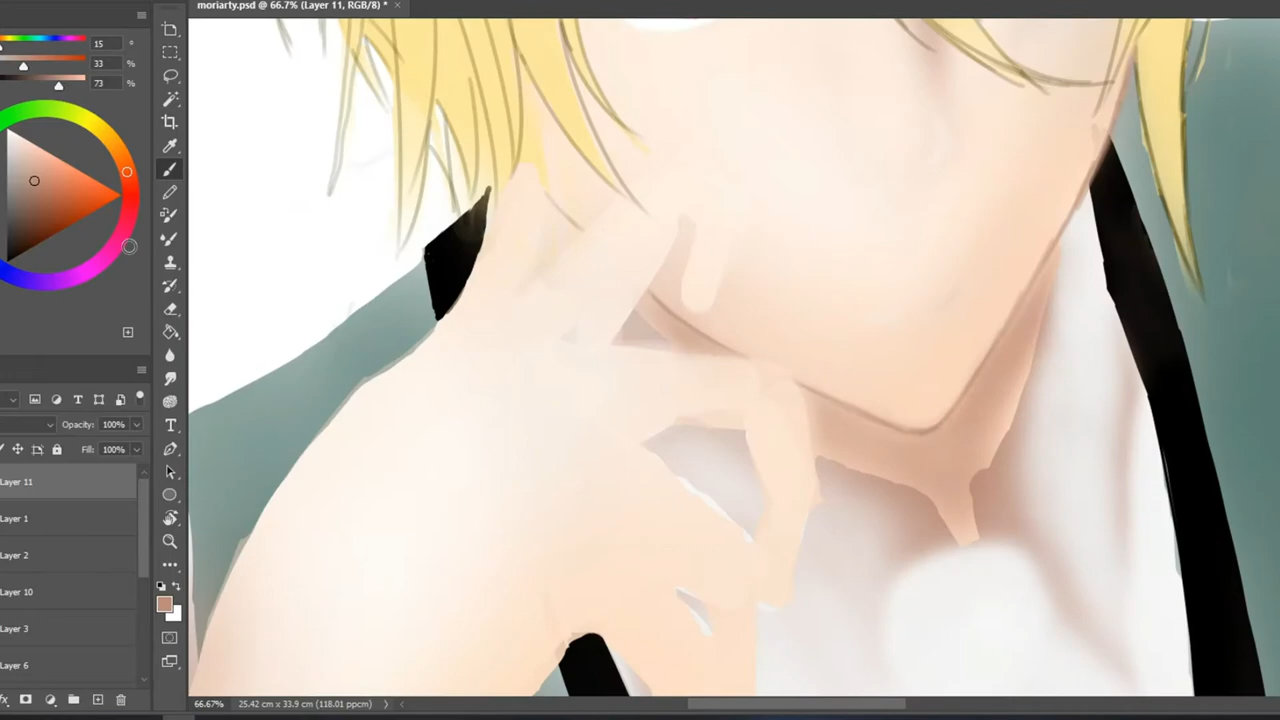 moriarty.psd @ 66.7% (Layer 11, RGB/8) *
15 °
33 %
73 %
Opacity: 100%
Fill: 100%
Layer 11
Layer 1
Layer 2
Layer 10
Layer 3
Layer 6
fx
66.67% 25.42 cm x 33.9 cm (118.01 ppcm)